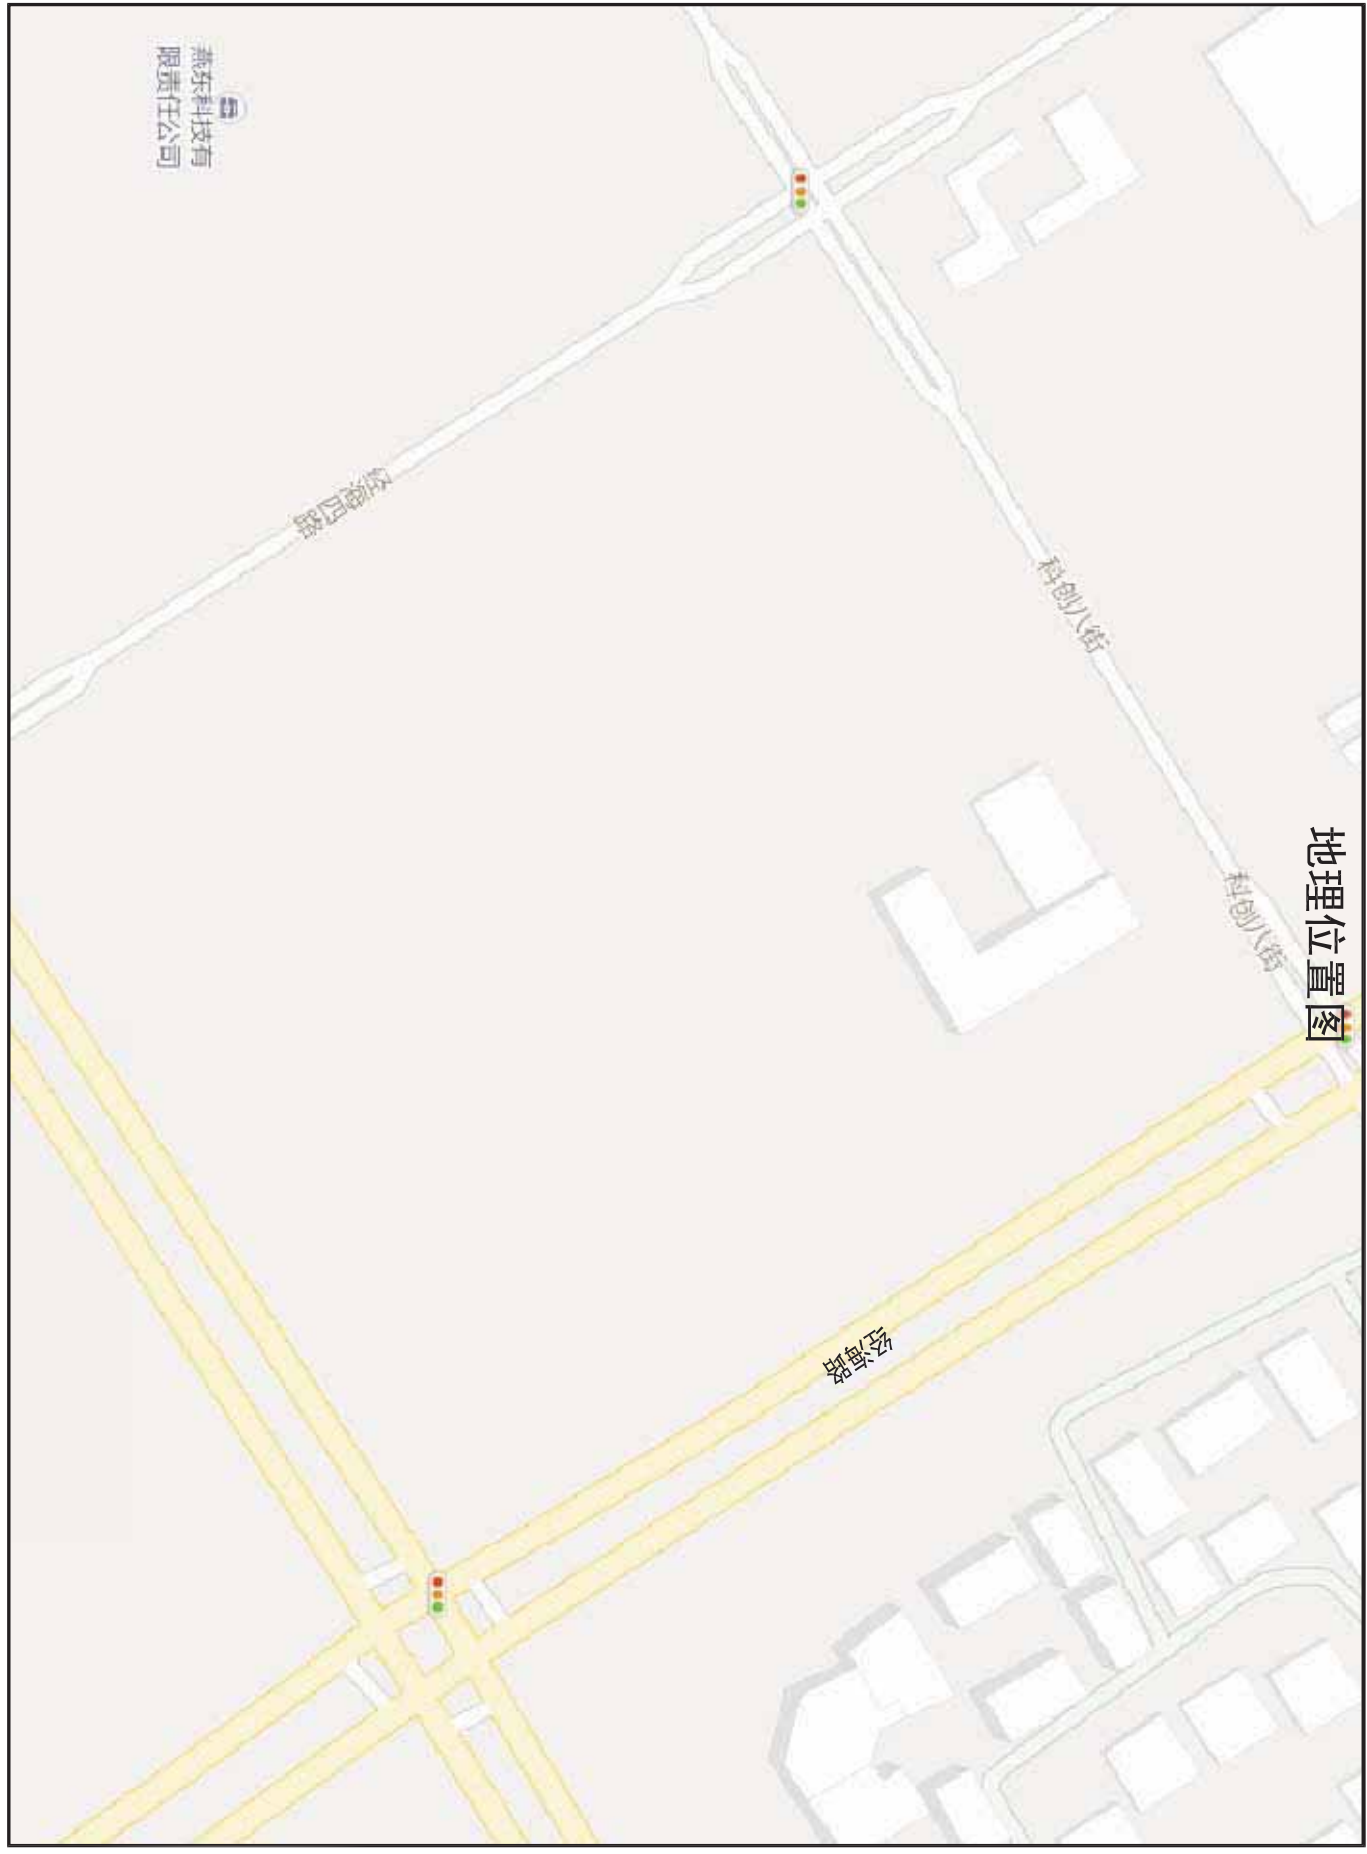 地理位置图
科创八街
科创八街
燕东科技有
限责任公司
经海四路
经海路